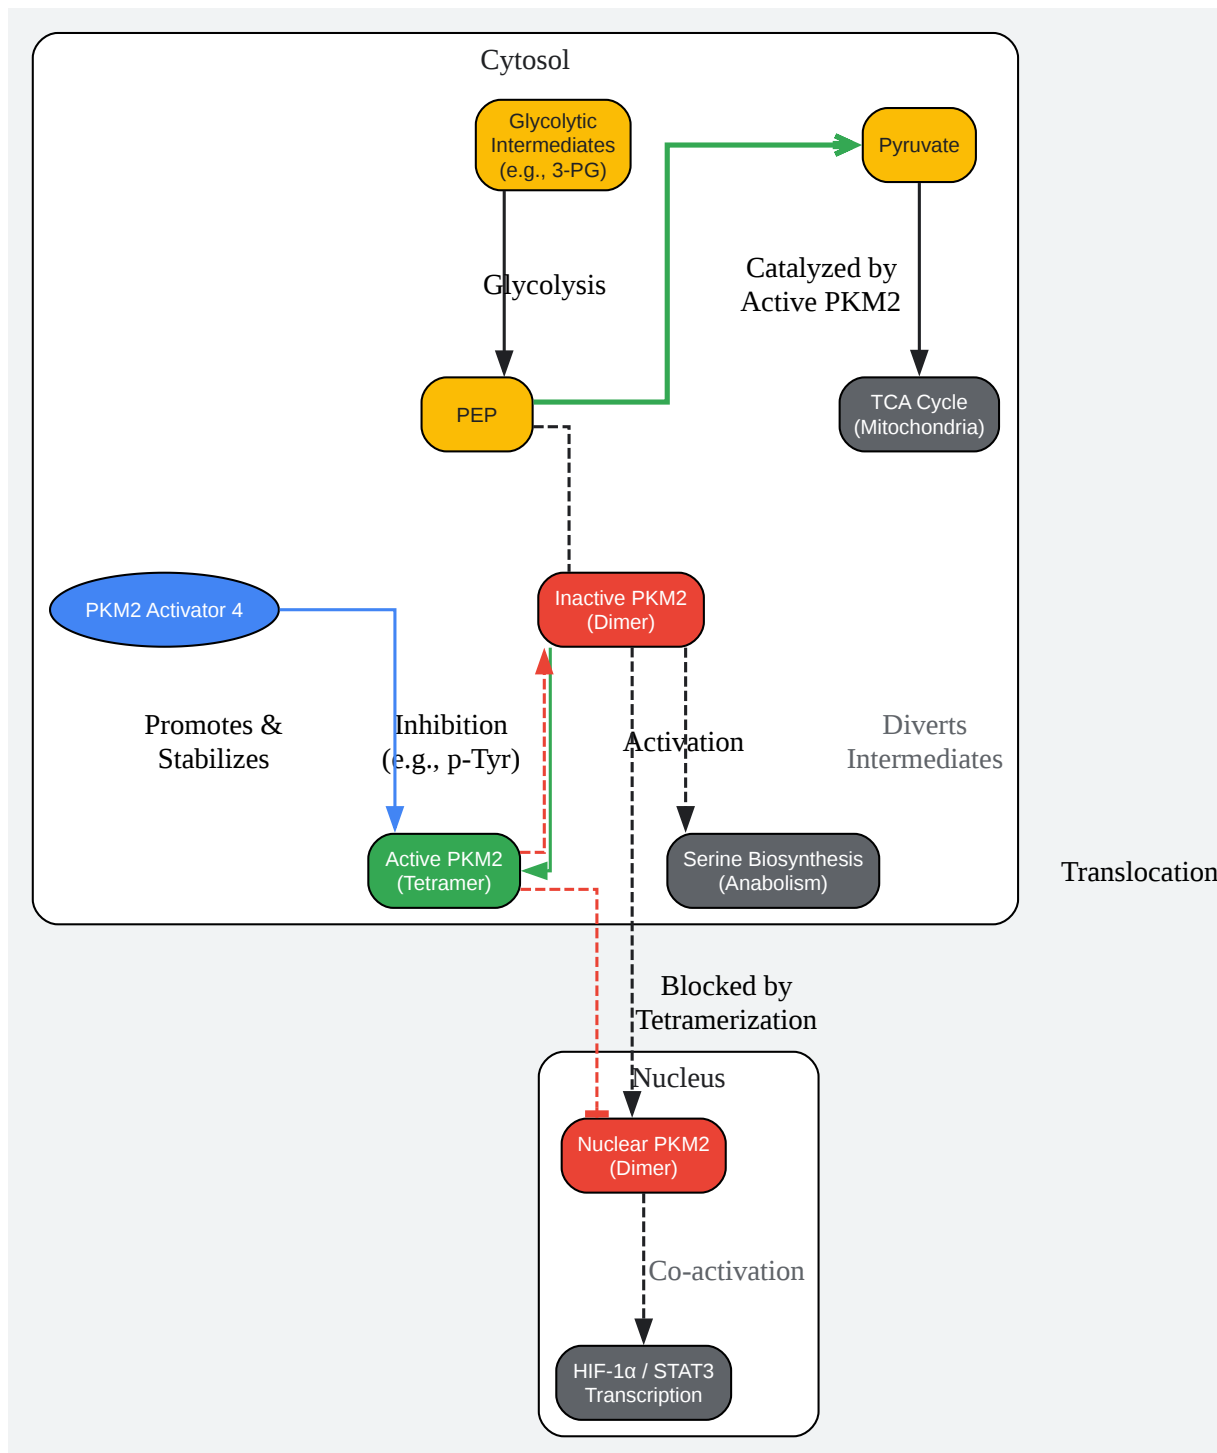 Cytosol
Glycolytic
Intermediates
(e.g., 3-PG)
Pyruvate
Glycolysis
Catalyzed by
Active PKM2
PEP
TCA Cycle
(Mitochondria)
PKM2 Activator 4
Inactive PKM2
(Dimer)
Promotes &
Stabilizes
Inhibition
(e.g., p-Tyr)
Activation
Diverts
Intermediates
Active PKM2
(Tetramer)
Serine Biosynthesis
(Anabolism)
Translocation
Blocked by
Tetramerization
Nucleus
Nuclear PKM2
(Dimer)
Co-activation
HIF-1α / STAT3
Transcription